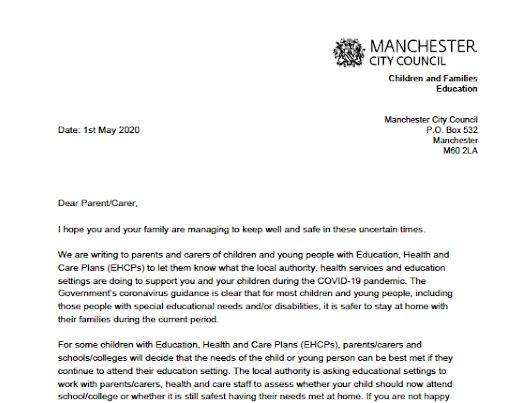 MANCHESTER
CITY COUNCIL
Children and Families
Education
Manchester City Council
P.O. Box 532
Manchester
M60 2LA
Date: 1st May 2020
Dear Parent/Carer,
I hope you and your family are managing to keep well and safe in these uncertain times.
We are writing to parents and carers of children and young people with Education, Health and
Care Plans (EHCPs) to let them know what the local authority, health services and education
settings are doing to support you and your children during the COVID-19 pandemic. The
Government's coronavirus guidance is clear that for most children and young people, including
those people with special educational needs and/or disabilities, it is safer to stay at home with
their families during the current period.
For some children with Education, Health and Care Plans (EHCPs), parents/carers and
schools/colleges will decide that the needs of the child or young person can be best met if they
continue to attend their education setting. The local authority is asking educational settings to
work with parents/carers, health and care staff to assess whether your child should now attend
school/college or whether it is still safest having their needs met at home. If you are not happy